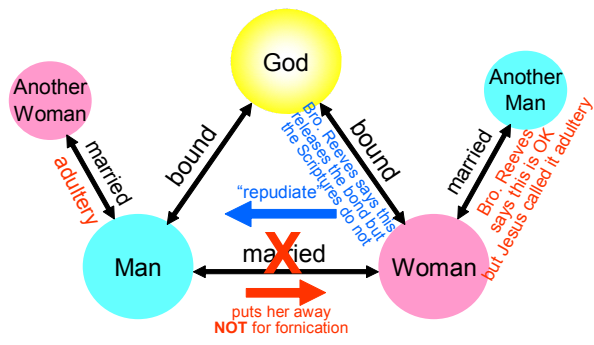 God
Another
Woman
Another
Man
married
adultery
bound
Bro. Reeves says this
releases the bond but
the Scriptures do not
bound
married
Bro. Reeves
says this is OK
but Jesus called it adultery
“repudiate”
Man
married
X
Woman
puts her away
NOT for fornication